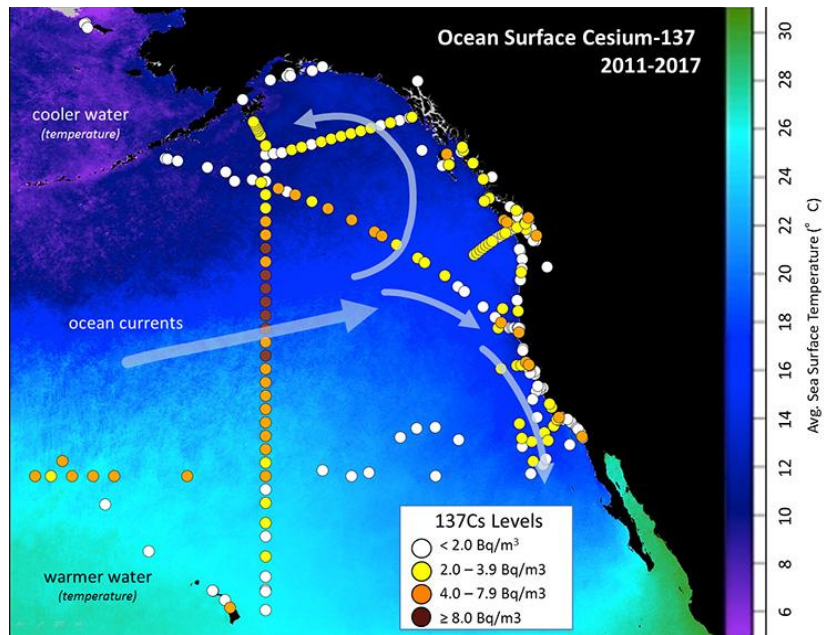 Ocean Surface Cesium-137
2011-2017
cooler water
(temperature)
ocean currents
warmer water
(temperature)
137Cs Levels
< 2.0 Bq/m³
2.0 – 3.9 Bq/m3
4.0 – 7.9 Bq/m3
≥ 8.0 Bq/m3
30
28
26
24
22
20
18
16
14
12
10
8
6
Avg. Sea Surface Temperature (° C)